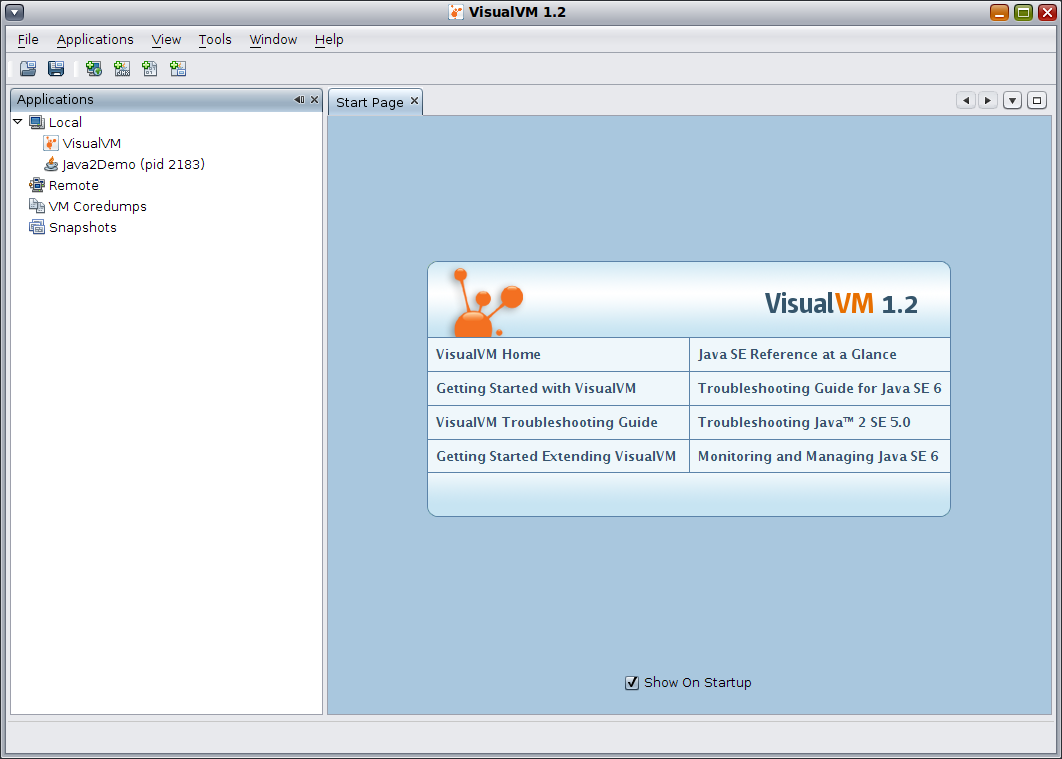 VisualVM 1.2
File Applications View Tools Window Help
Applications
Start Page
Local
VisualVM
Java2Demo (pid 2183)
Remote
VM Coredumps
Snapshots
VisualVM 1.2
VisualVM Home
Java SE Reference at a Glance
Getting Started with VisualVM
Troubleshooting Guide for Java SE 6
VisualVM Troubleshooting Guide
Troubleshooting Java™ 2 SE 5.0
Getting Started Extending VisualVM
Monitoring and Managing Java SE 6
Show On Startup